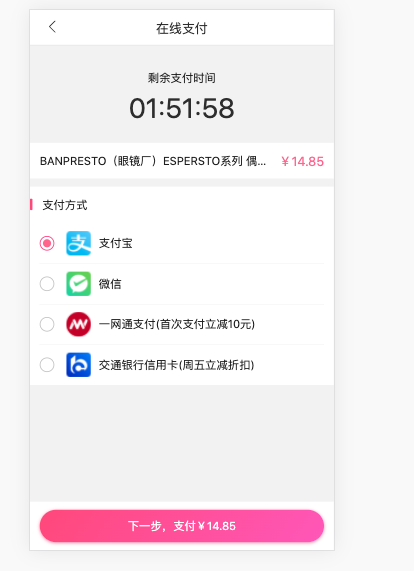 在线支付
剩余支付时间
01:51:58
BANPRESTO（眼镜厂）ESPERSTO系列 偶... ￥14.85
支付方式
支付宝
微信
一网通支付(首次支付立减10元)
交通银行信用卡(周五立减折扣)
下一步，支付￥14.85